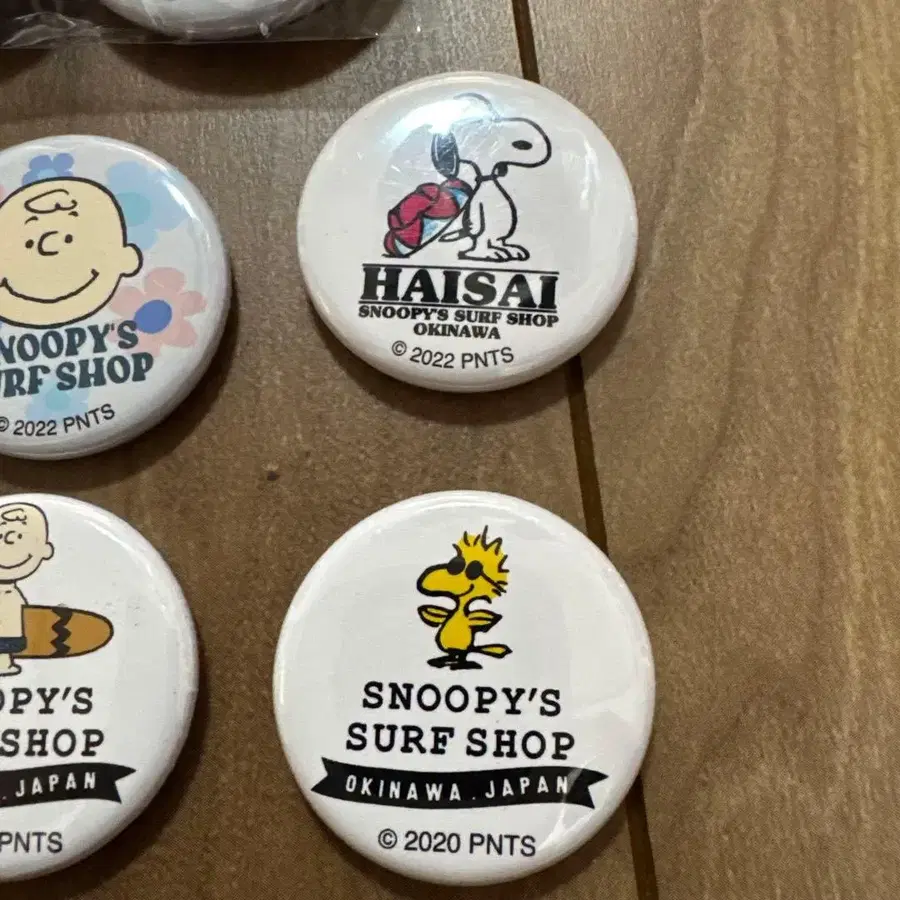 HAISAI
SNOOPY'S SURF SHOP
OKINAWA
© 2022 PNTS
NOOPY'S
URF SHOP
© 2022 PNTS
OPY'S
SHOP
. JAPAN
PNTS
SNOOPY'S
SURF SHOP
OKINAWA . JAPAN
© 2020 PNTS